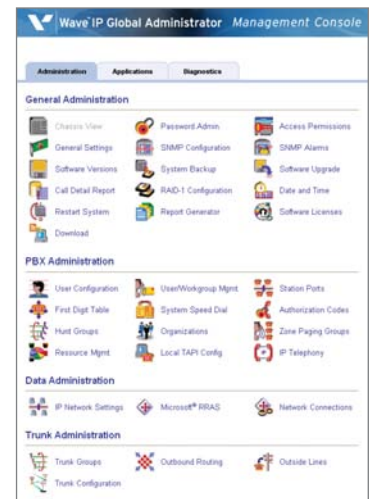 Wave IP Global Administrator Management Console
Administration Applications Diagnostics
General Administration
Chassis View Password Admin Access Permissions
General Settings SNMP Configuration SNMP Alarms
Software Versions System Backup Software Upgrade
Call Detail Report RAID-1 Configuration Date and Time
Restart System Report Generator Software Licenses
Download
PBX Administration
User Configuration User/Workgroup Mgmt Station Ports
First Digit Table System Speed Dial Authorization Codes
Hunt Groups Organizations Zone Paging Groups
Resource Mgmt Local TAPI Config IP Telephony
Data Administration
IP Network Settings Microsoft® RRAS Network Connections
Trunk Administration
Trunk Groups Outbound Routing Outside Lines
Trunk Configuration